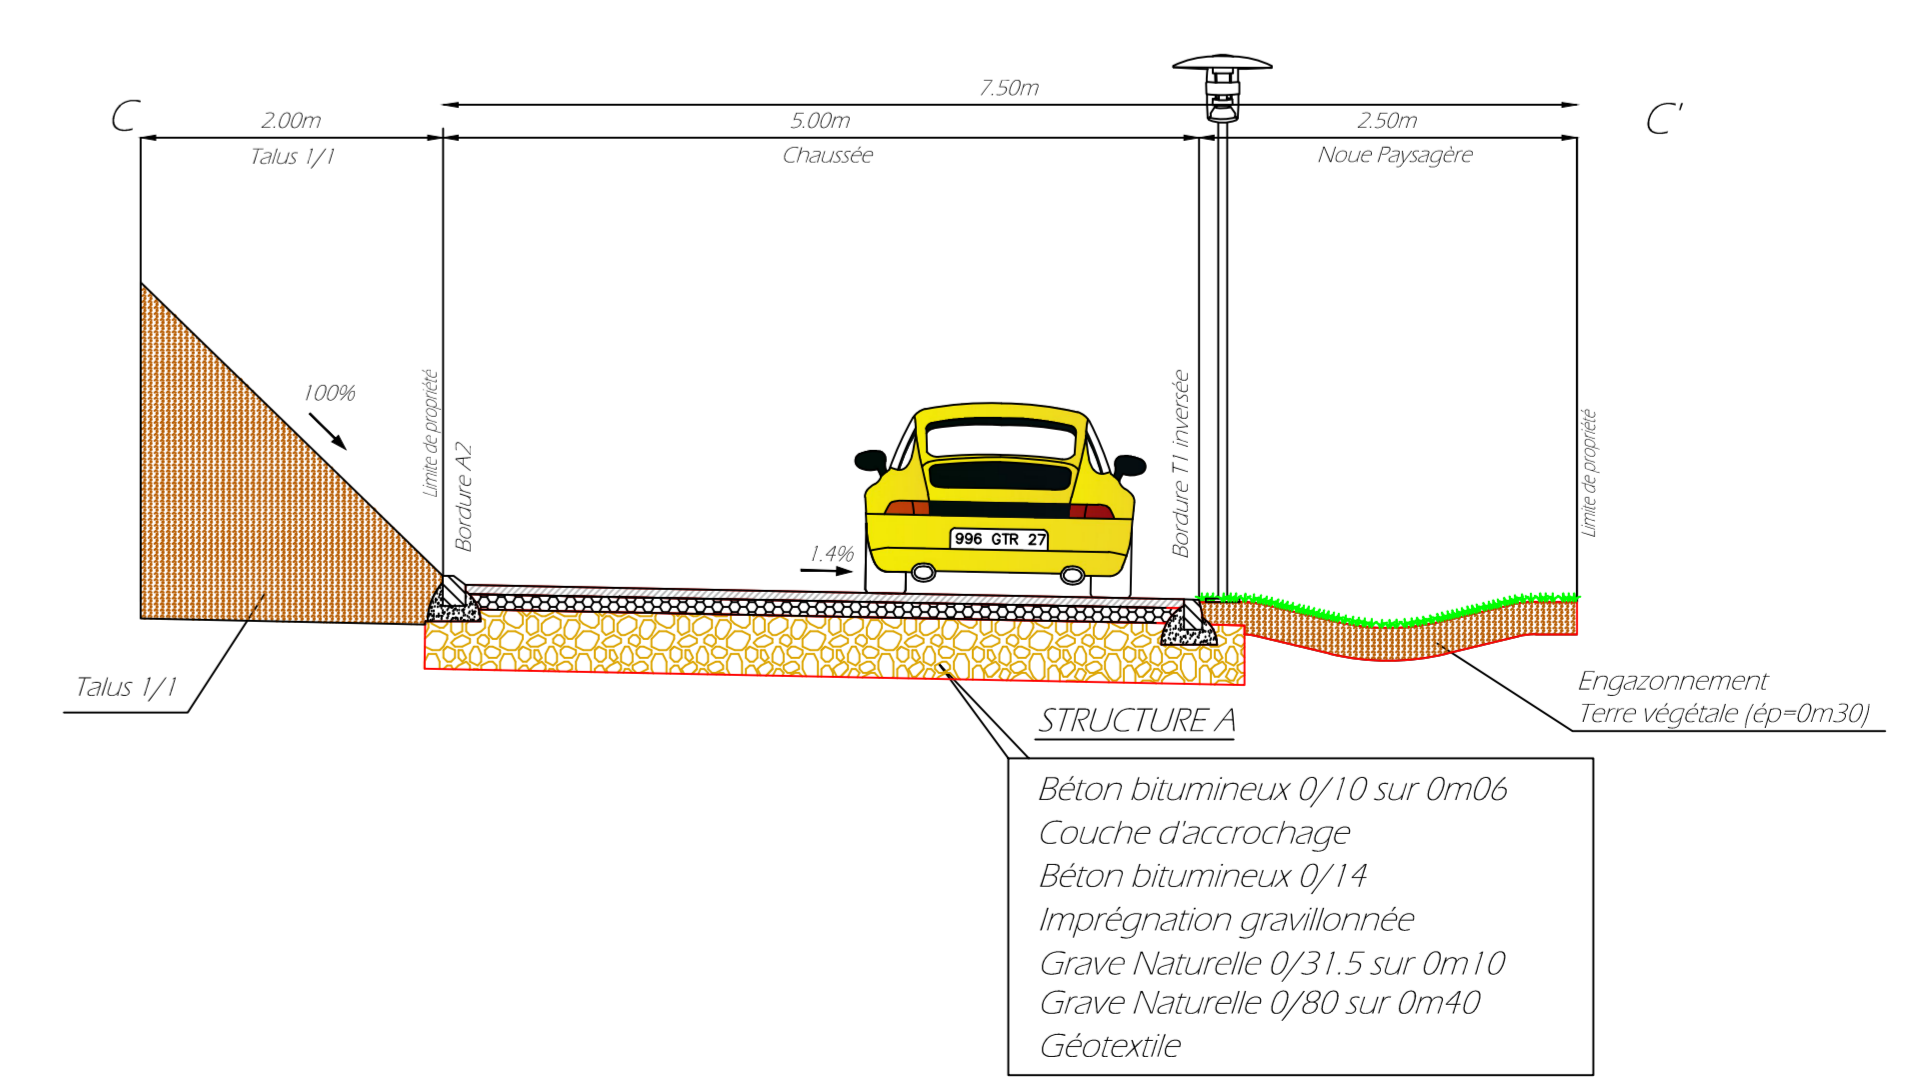 7.50m
C
2.00m
5.00m
2.50m
C'
Talus 1/1
Chaussée
Noue Paysagère
100%
Limite de propriété
Bordure A2
Bordure T1 inversée
Limite de propriété
996 GTR 27
1.4%
Talus 1/1
Engazonnement
Terre végétale (ép=0m30)
STRUCTURE A
Béton bitumineux 0/10 sur 0m06
Couche d'accrochage
Béton bitumineux 0/14
Imprégnation gravillonnée
Grave Naturelle 0/31.5 sur 0m10
Grave Naturelle 0/80 sur 0m40
Géotextile